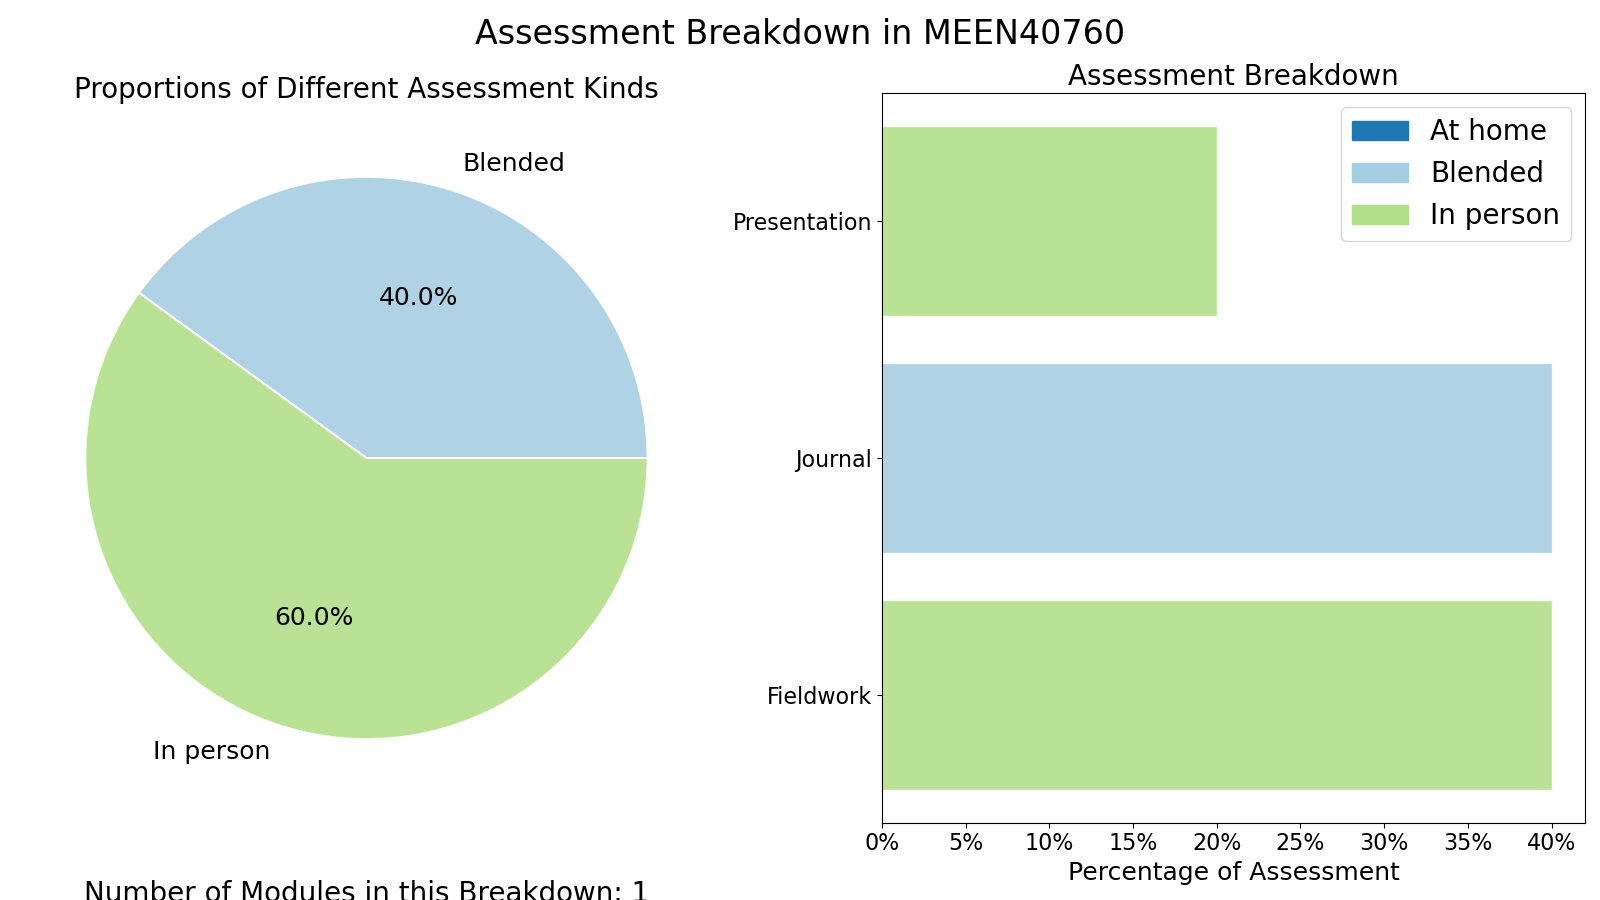 Assessment Breakdown in MEEN40760
Proportions of Different Assessment Kinds
Blended
40.0%
60.0%
In person
Number of Modules in this Breakdown: 1
Assessment Breakdown
At home
Blended
In person
Presentation
Journal
Fieldwork
0% 5% 10% 15% 20% 25% 30% 35% 40%
Percentage of Assessment